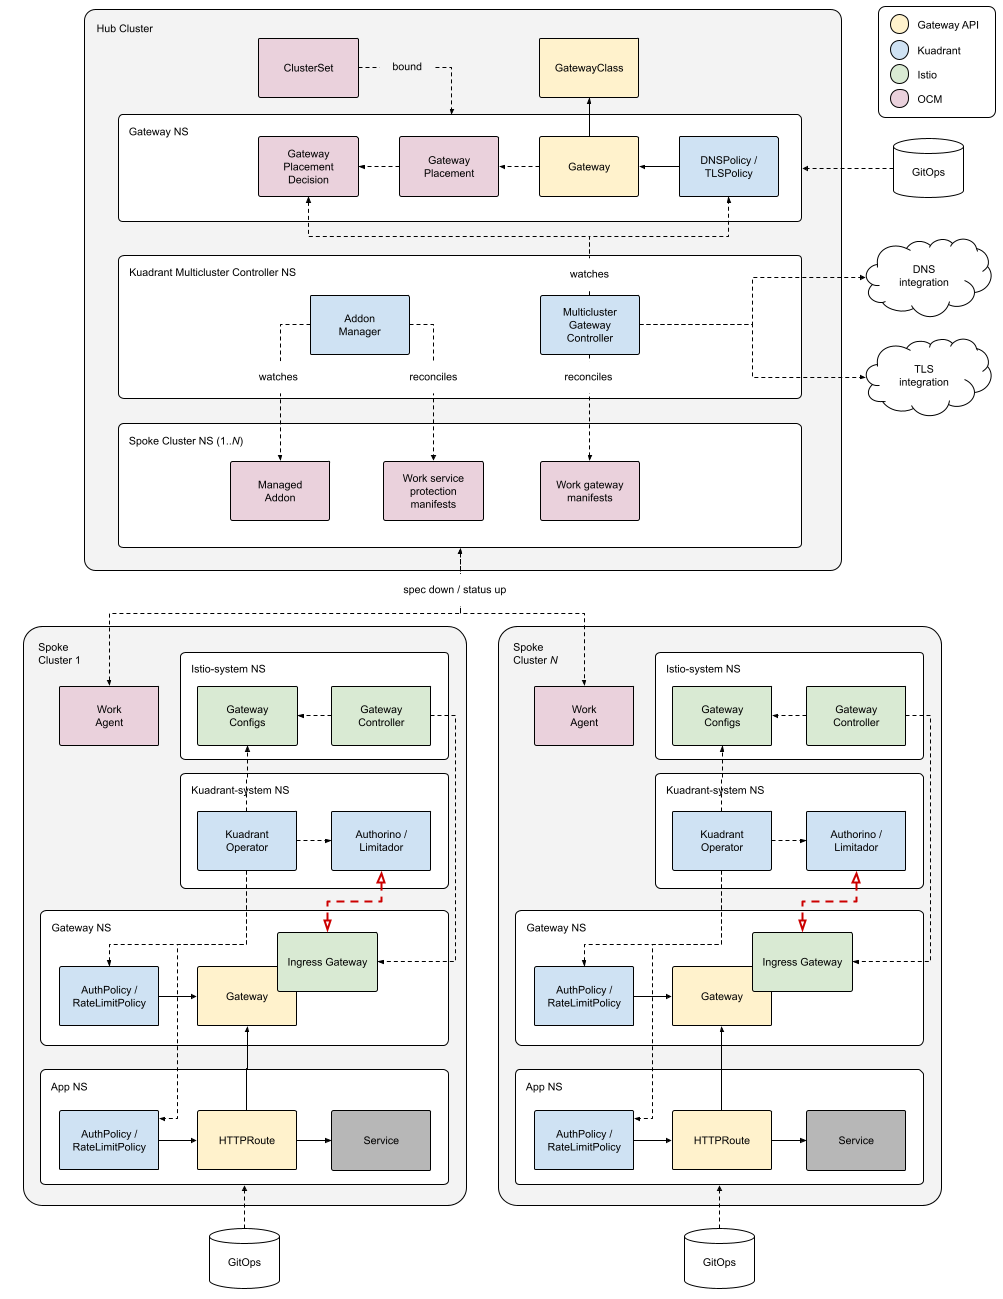 Hub Cluster
ClusterSet
bound
GatewayClass
Gateway API
Kuadrant
Istio
OCM
Gateway NS
Gateway
Placement
Decision
Gateway
Placement
Gateway
DNSPolicy /
TLSPolicy
GitOps
Kuadrant Multicluster Controller NS
watches
Addon
Manager
Multicluster
Gateway
Controller
DNS
integration
TLS
integration
watches
reconciles
reconciles
Spoke Cluster NS (1..N)
Managed
Addon
Work service
protection
manifests
Work gateway
manifests
spec down / status up
Spoke
Cluster 1
Work
Agent
Istio-system NS
Gateway
Configs
Gateway
Controller
Kuadrant-system NS
Kuadrant
Operator
Authorino /
Limitador
Gateway NS
Ingress Gateway
AuthPolicy /
RateLimitPolicy
Gateway
App NS
AuthPolicy /
RateLimitPolicy
HTTPRoute
Service
GitOps
Spoke
Cluster N
Work
Agent
Istio-system NS
Gateway
Configs
Gateway
Controller
Kuadrant-system NS
Kuadrant
Operator
Authorino /
Limitador
Gateway NS
Ingress Gateway
AuthPolicy /
RateLimitPolicy
Gateway
App NS
AuthPolicy /
RateLimitPolicy
HTTPRoute
Service
GitOps